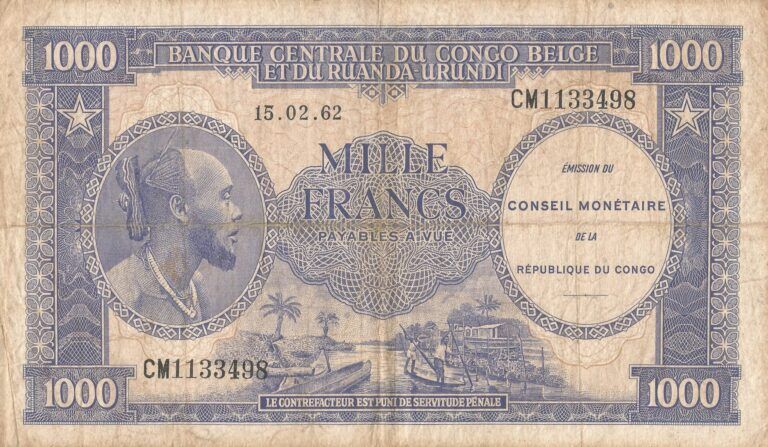 1000
1000
BANQUE CENTRALE DU CONGO BELGE
ET DU RUANDA URUNDI
CM1133498
15.02.62
MILLE
FRANCS
PAYABLES A VUE
ÉMISSION DU
CONSEIL MONÉTAIRE
DE LA
RÉPUBLIQUE DU CONGO
CM1133498
1000
1000
LE CONTREFACTEUR EST PUNI DE SERVITUDE PÉNALE